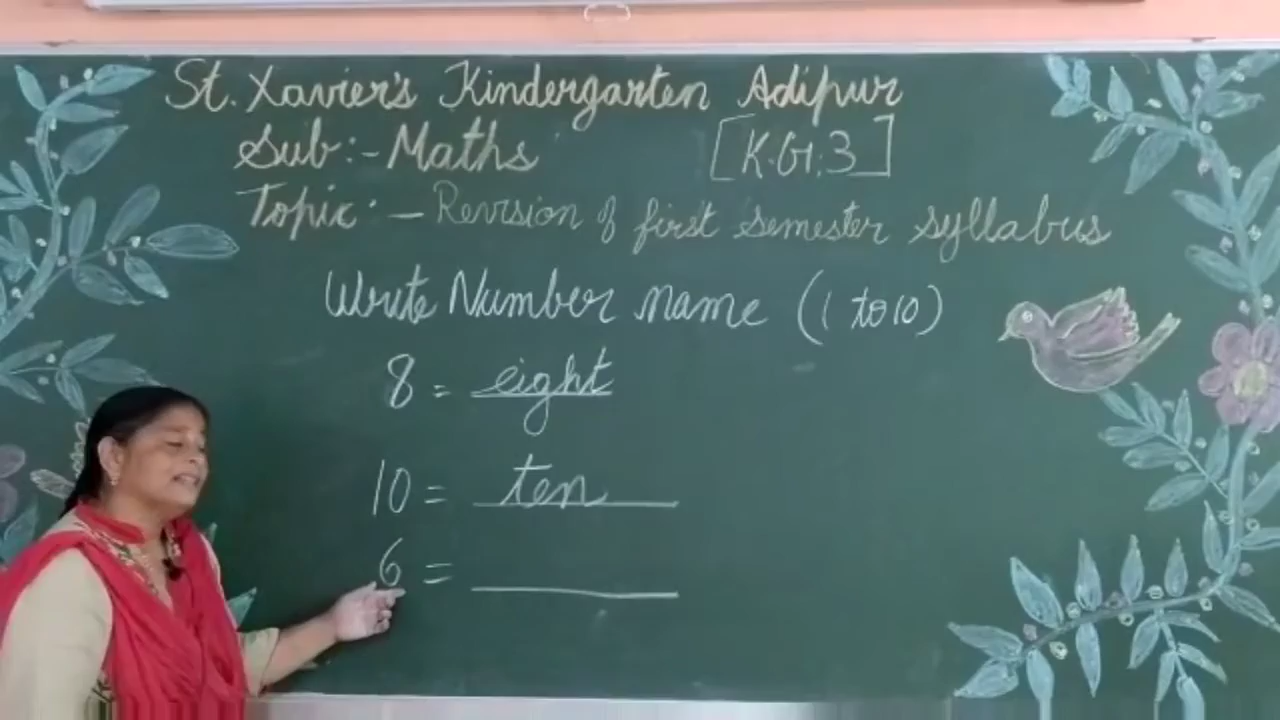 St. Xavier's Kindergarten Adipur
Sub:- Maths [K.G.3]
Topic:- Revision of first semester syllabus
Write Number name (1 to 10)
8 = eight
10 = ten
6 = ____